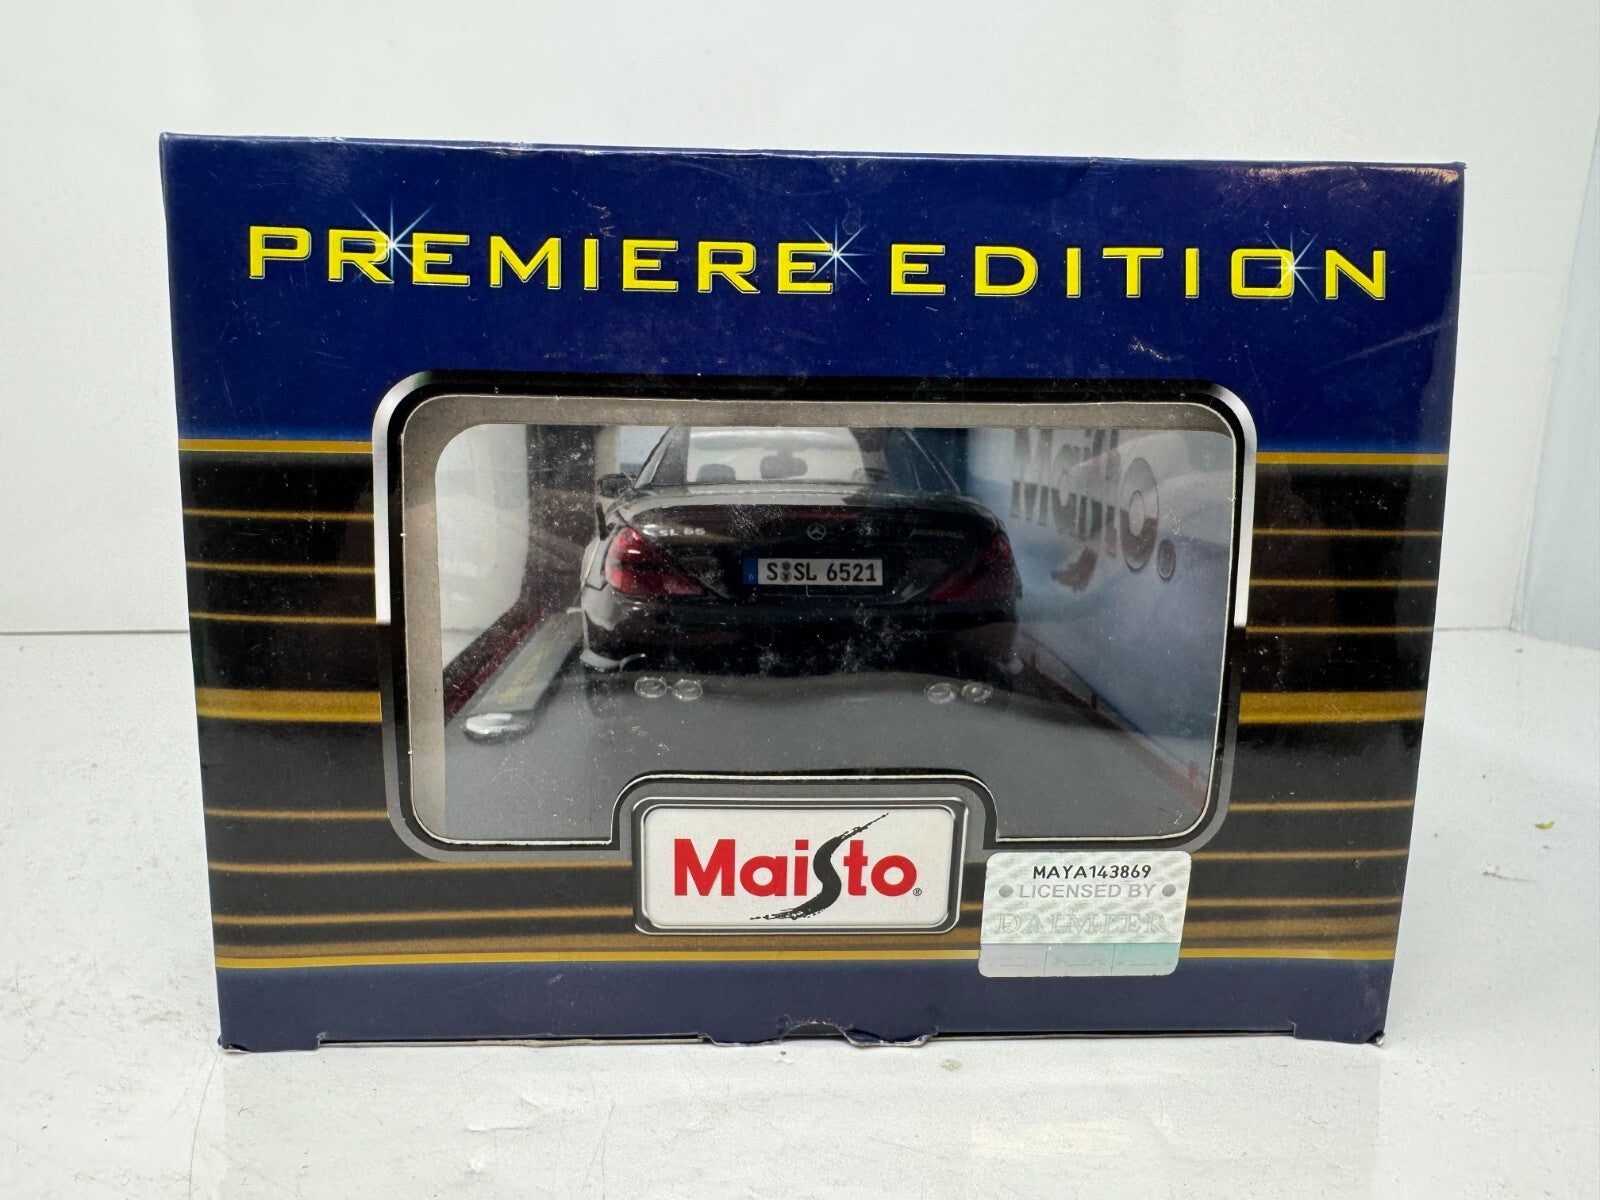 PREMIERE EDITION
Maisto.
SL 65
S SL 6521
Maisto®
MAYA143869
LICENSED BY
DAIMLER